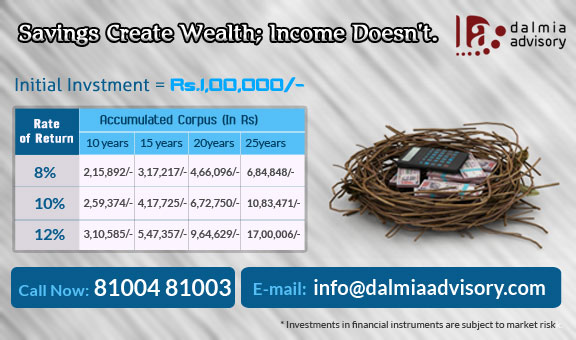 Savings Create Wealth; Income Doesn't.
dalmia
advisory
Initial Invstment = Rs.1,00,000/-
Rate of Return
Accumulated Corpus (In Rs)
10 years 15 years 20years 25years
8% 2,15,892/- 3,17,217/- 4,66,096/- 6,84,848/-
10% 2,59,374/- 4,17,725/- 6,72,750/- 10,83,471/-
12% 3,10,585/- 5,47,357/- 9,64,629/- 17,00,006/-
Call Now: 81004 81003
E-mail: info@dalmiaadvisory.com
* Investments in financial instruments are subject to market risk